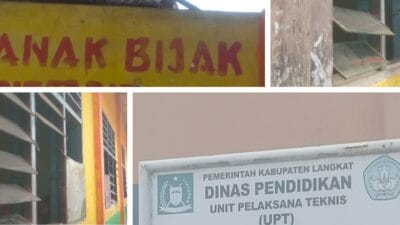 ANAK BIJAK
PEMERINTAH KABUPATEN LANGKAT
DINAS PENDIDIKAN
UNIT PELAKSANA TEKNIS
(UPT)